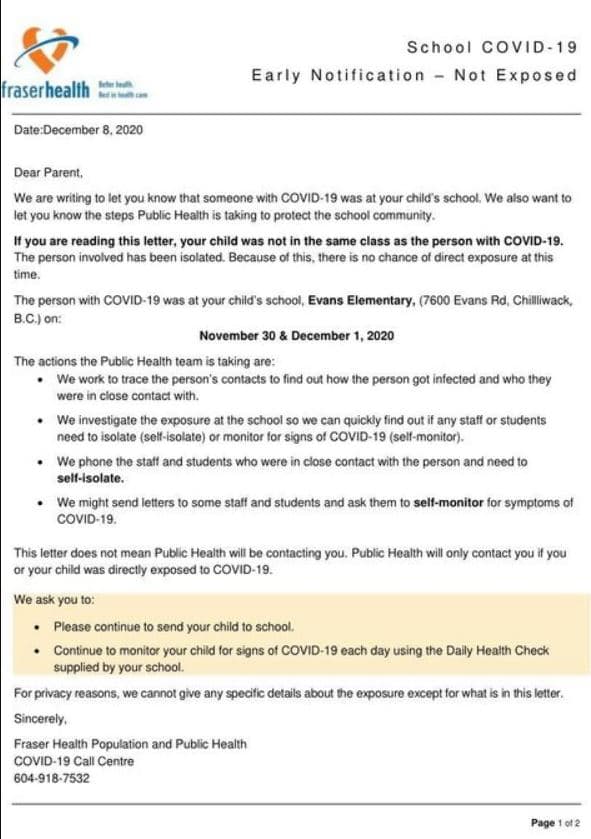 School COVID-19
Early Notification – Not Exposed
fraserhealth
Better health.
Best in health care.
Date:December 8, 2020
Dear Parent,
We are writing to let you know that someone with COVID-19 was at your child's school. We also want to
let you know the steps Public Health is taking to protect the school community.
If you are reading this letter, your child was not in the same class as the person with COVID-19.
The person involved has been isolated. Because of this, there is no chance of direct exposure at this
time.
The person with COVID-19 was at your child's school, Evans Elementary, (7600 Evans Rd, Chillliwack,
B.C.) on:
November 30 & December 1, 2020
The actions the Public Health team is taking are:
• We work to trace the person's contacts to find out how the person got infected and who they
were in close contact with.
• We investigate the exposure at the school so we can quickly find out if any staff or students
need to isolate (self-isolate) or monitor for signs of COVID-19 (self-monitor).
• We phone the staff and students who were in close contact with the person and need to
self-isolate.
• We might send letters to some staff and students and ask them to self-monitor for symptoms of
COVID-19.
This letter does not mean Public Health will be contacting you. Public Health will only contact you if you
or your child was directly exposed to COVID-19.
We ask you to:
• Please continue to send your child to school.
• Continue to monitor your child for signs of COVID-19 each day using the Daily Health Check
supplied by your school.
For privacy reasons, we cannot give any specific details about the exposure except for what is in this letter.
Sincerely,
Fraser Health Population and Public Health
COVID-19 Call Centre
604-918-7532
Page 1 of 2